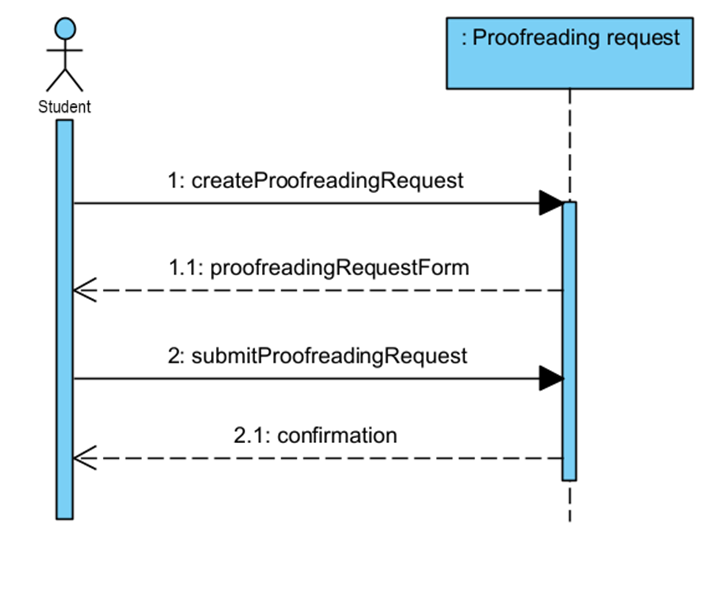 : Proofreading request
Student
1: createProofreadingRequest
1.1: proofreadingRequestForm
2: submitProofreadingRequest
2.1: confirmation